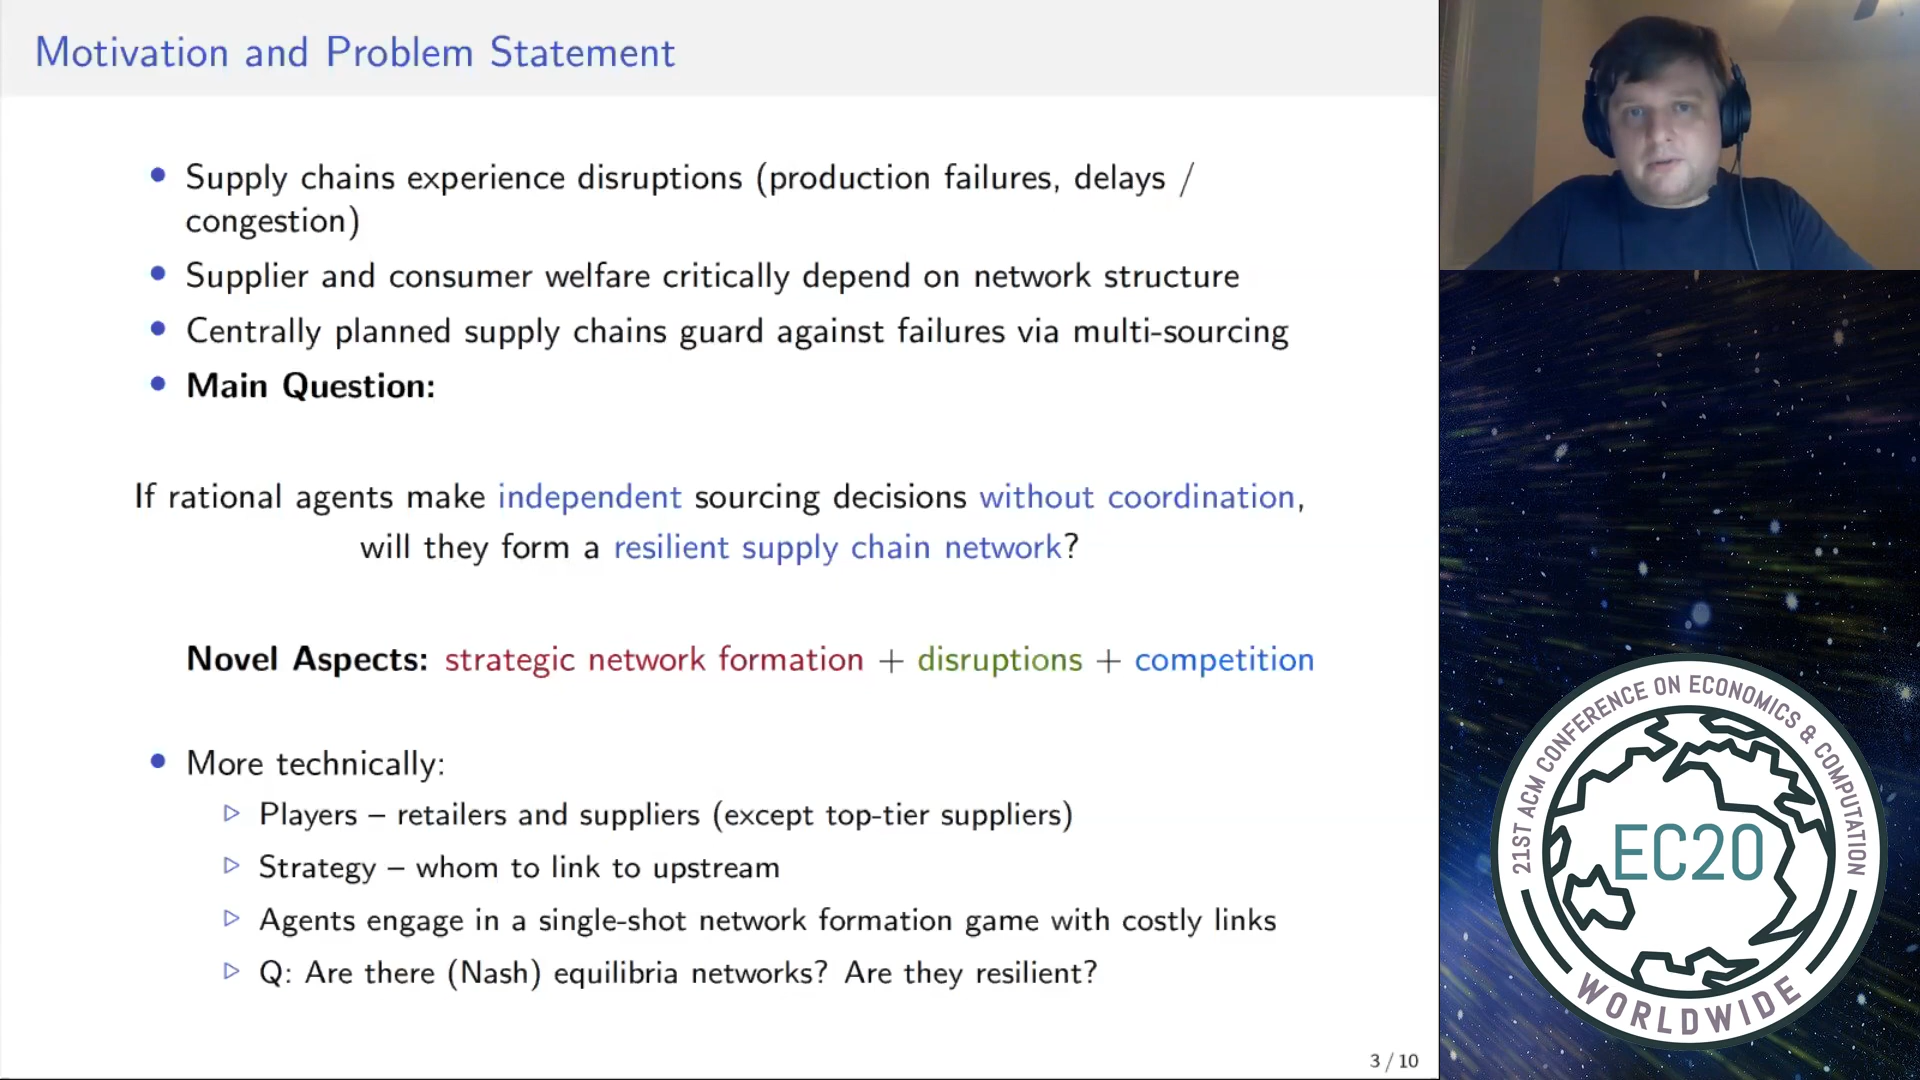 Motivation and Problem Statement
• Supply chains experience disruptions (production failures, delays /
congestion)
• Supplier and consumer welfare critically depend on network structure
• Centrally planned supply chains guard against failures via multi-sourcing
• Main Question:
If rational agents make independent sourcing decisions without coordination,
will they form a resilient supply chain network?
Novel Aspects: strategic network formation + disruptions + competition
• More technically:
▷ Players – retailers and suppliers (except top-tier suppliers)
▷ Strategy – whom to link to upstream
▷ Agents engage in a single-shot network formation game with costly links
▷ Q: Are there (Nash) equilibria networks? Are they resilient?
3 / 10
21ST ACM CONFERENCE ON ECONOMICS & COMPUTATION
EC20
WORLDWIDE